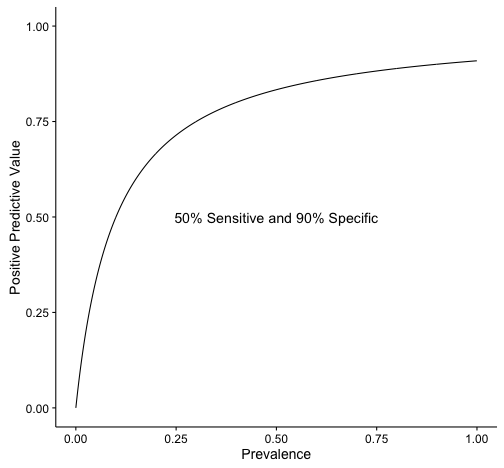 1.00
0.75
0.50
0.25
0.00
Positive Predictive Value
50% Sensitive and 90% Specific
0.00 0.25 0.50 0.75 1.00
Prevalence